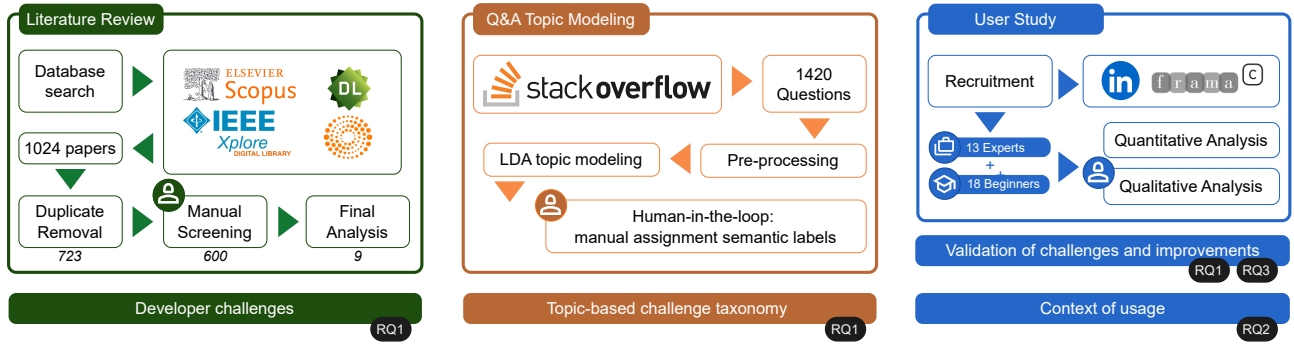 Literature Review
Database
search
ELSEVIER
Scopus
DL
IEEE
Xplore
DIGITAL LIBRARY
1024 papers
Duplicate
Removal
723
Manual
Screening
600
Final
Analysis
9
Developer challenges
RQ1
Q&A Topic Modeling
stackoverflow
1420
Questions
LDA topic modeling
Pre-processing
Human-in-the-loop:
manual assignment semantic labels
Topic-based challenge taxonomy
RQ1
User Study
Recruitment
in
frama
C
13 Experts
+
+
18 Beginners
Quantitative Analysis
Qualitative Analysis
Validation of challenges and improvements
RQ1 RQ3
Context of usage
RQ2